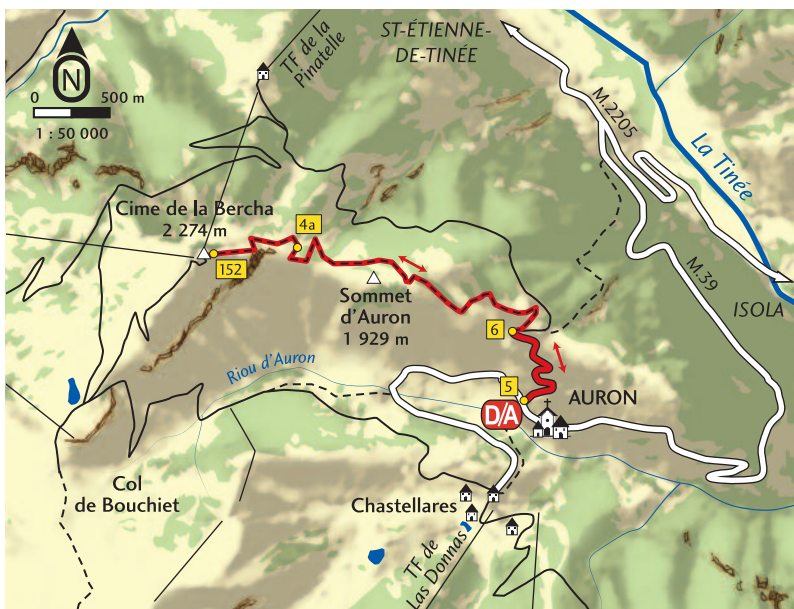 ST-ÉTIENNE-
DE-TINÉE
TF de la
Pinatelle
N
0 500 m
1 : 50 000
M.2205
La Tinée
Cime de la Bercha
2 274 m
4a
152
M.39
ISOLA
Sommet
d'Auron
1 929 m
6
Riou d'Auron
5
D/A
AURON
Col
de Bouchiet
Chastellares
TF de
Las Donnas